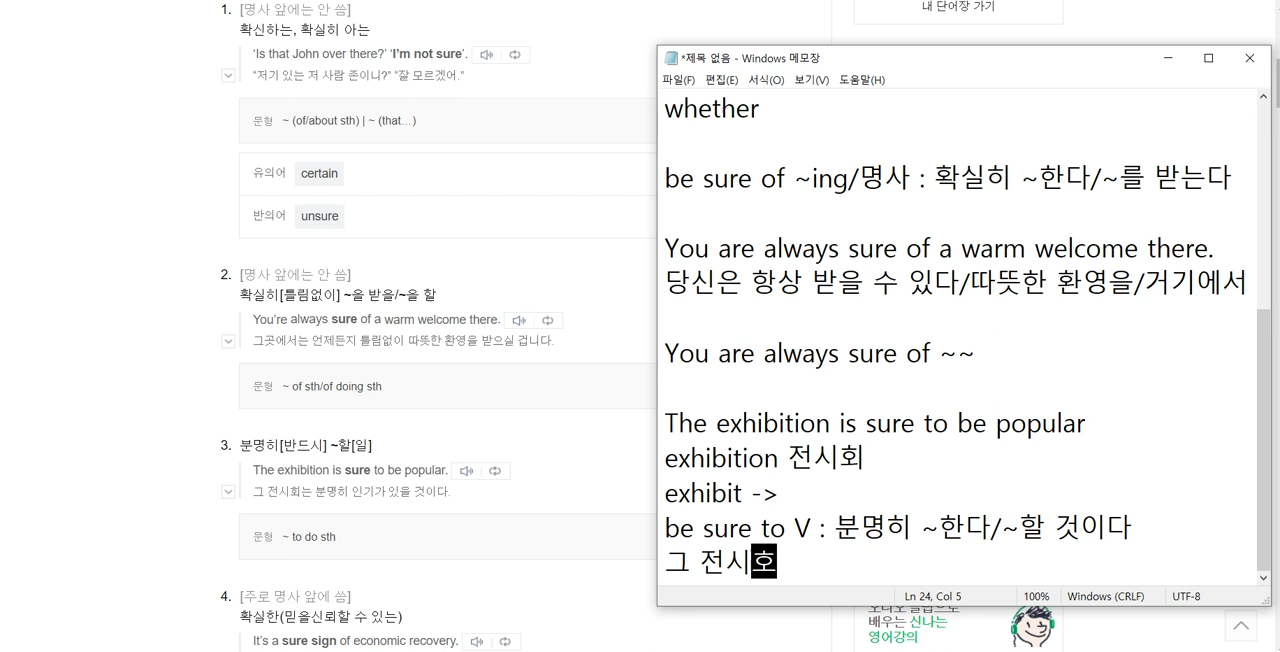 1. [명사 앞에는 안 씀]
확신하는, 확실히 아는
‘Is that John over there?’ ‘I’m not sure’.
“저기 있는 저 사람 존이니?” “잘 모르겠어.”
문형 ~ (of/about sth) | ~ (that…)
유의어 certain
반의어 unsure
2. [명사 앞에는 안 씀]
확실히[틀림없이] ~을 받을/~을 할
You’re always sure of a warm welcome there.
그곳에서는 언제든지 틀림없이 따뜻한 환영을 받으실 겁니다.
문형 ~ of sth/of doing sth
3. 분명히[반드시] ~할[일]
The exhibition is sure to be popular.
그 전시회는 분명히 인기가 있을 것이다.
문형 ~ to do sth
4. [주로 명사 앞에 씀]
확실한(믿을신뢰할 수 있는)
It’s a sure sign of economic recovery.
내 단어장 가기
*제목 없음 - Windows 메모장
파일(F) 편집(E) 서식(O) 보기(V) 도움말(H)
whether
be sure of ~ing/명사 : 확실히 ~한다/~를 받는다
You are always sure of a warm welcome there.
당신은 항상 받을 수 있다/따뜻한 환영을/거기에서
You are always sure of ~~
The exhibition is sure to be popular
exhibition 전시회
exhibit ->
be sure to V : 분명히 ~한다/~할 것이다
그 전시호
Ln 24, Col 5 100% Windows (CRLF) UTF-8
배우는 신나는
영어강의